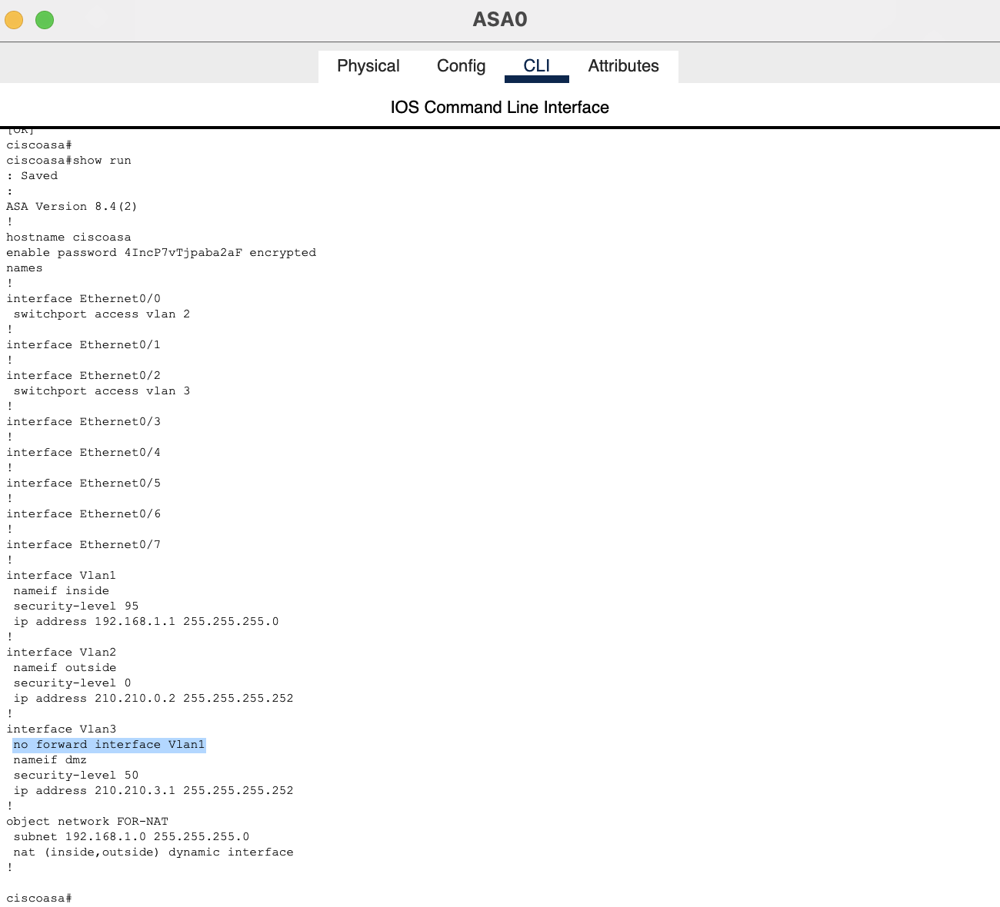 ASA0
Physical Config CLI Attributes
IOS Command Line Interface
[OK]
ciscoasa#
ciscoasa#show run
: Saved
:
ASA Version 8.4(2)
!
hostname ciscoasa
enable password 4IncP7vTjpaba2aF encrypted
names
!
interface Ethernet0/0
 switchport access vlan 2
!
interface Ethernet0/1
!
interface Ethernet0/2
 switchport access vlan 3
!
interface Ethernet0/3
!
interface Ethernet0/4
!
interface Ethernet0/5
!
interface Ethernet0/6
!
interface Ethernet0/7
!
interface Vlan1
 nameif inside
 security-level 95
 ip address 192.168.1.1 255.255.255.0
!
interface Vlan2
 nameif outside
 security-level 0
 ip address 210.210.0.2 255.255.255.252
!
interface Vlan3
 no forward interface Vlan1
 nameif dmz
 security-level 50
 ip address 210.210.3.1 255.255.255.252
!
object network FOR-NAT
 subnet 192.168.1.0 255.255.255.0
 nat (inside,outside) dynamic interface
!
ciscoasa#